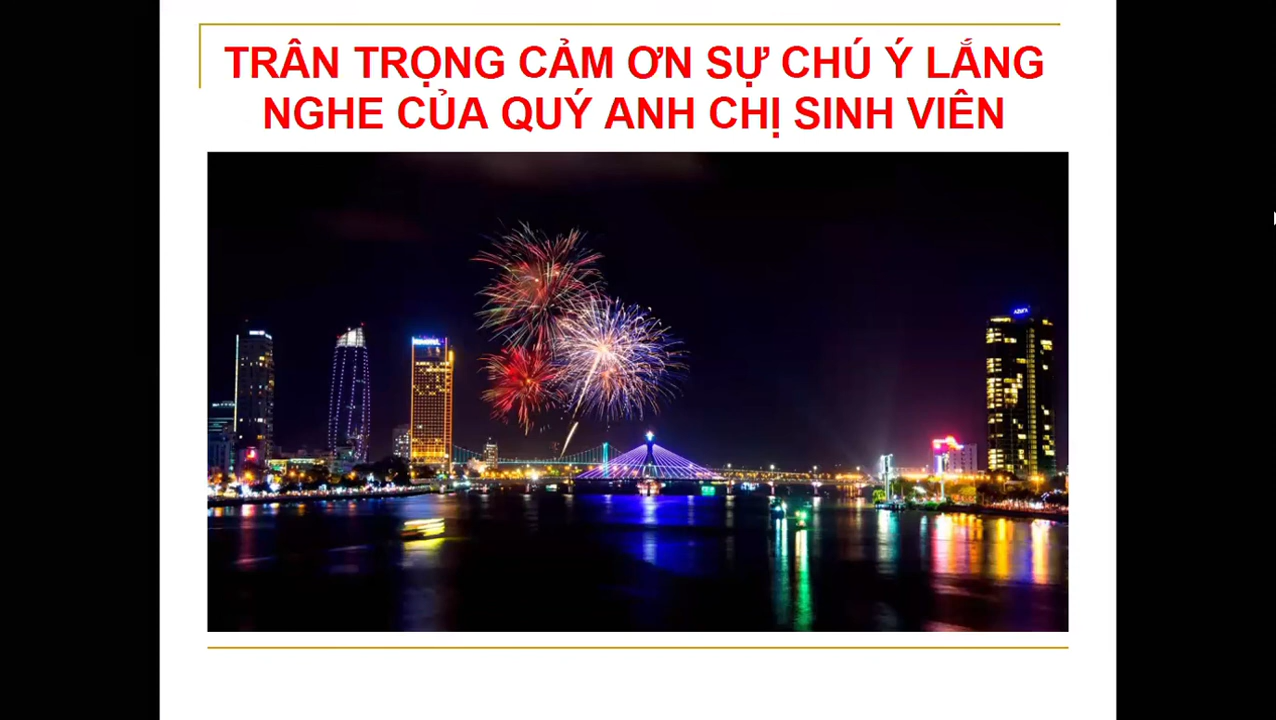 TRÂN TRỌNG CẢM ƠN SỰ CHÚ Ý LẮNG
NGHE CỦA QUÝ ANH CHỊ SINH VIÊN